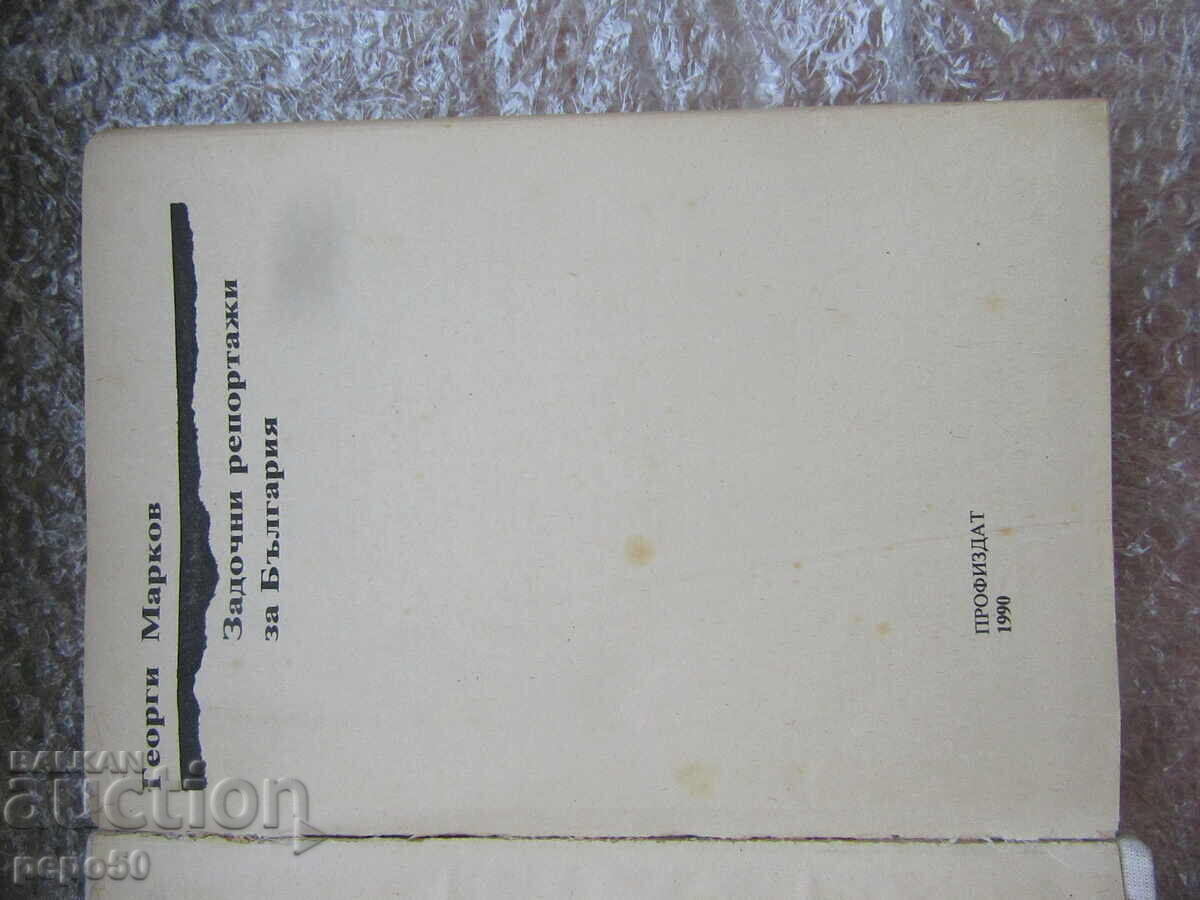 Георги Марков
Задочни репортажи
за България
ПРОФИЗДАТ
1990
BALKAN
auction
pepo50